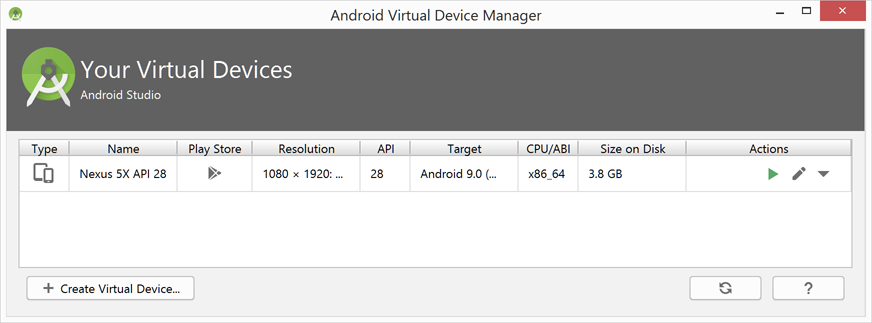 Android Virtual Device Manager
Your Virtual Devices
Android Studio
Type Name Play Store Resolution API Target CPU/ABI Size on Disk Actions
Nexus 5X API 28 1080 × 1920: ... 28 Android 9.0 (... x86_64 3.8 GB
+ Create Virtual Device... ?